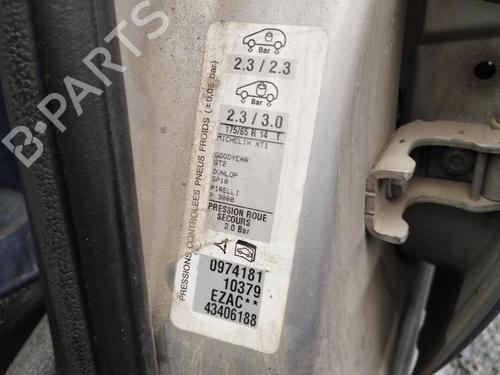 PRESSIONS CONTROLEES PNEUS FROIDS (± 0,05 bar)
Bar
2.3 / 2.3
Bar
2.3 / 3.0
175/65 R 14 T
MICHELIN XT1
GOODYEAR
GT2
DUNLOP
SP10
PIRELLI
P 3000
PRESSION ROUE
SECOURS
3.0 Bar
0974181
10379
EZAC**
43406188
B-PARTS